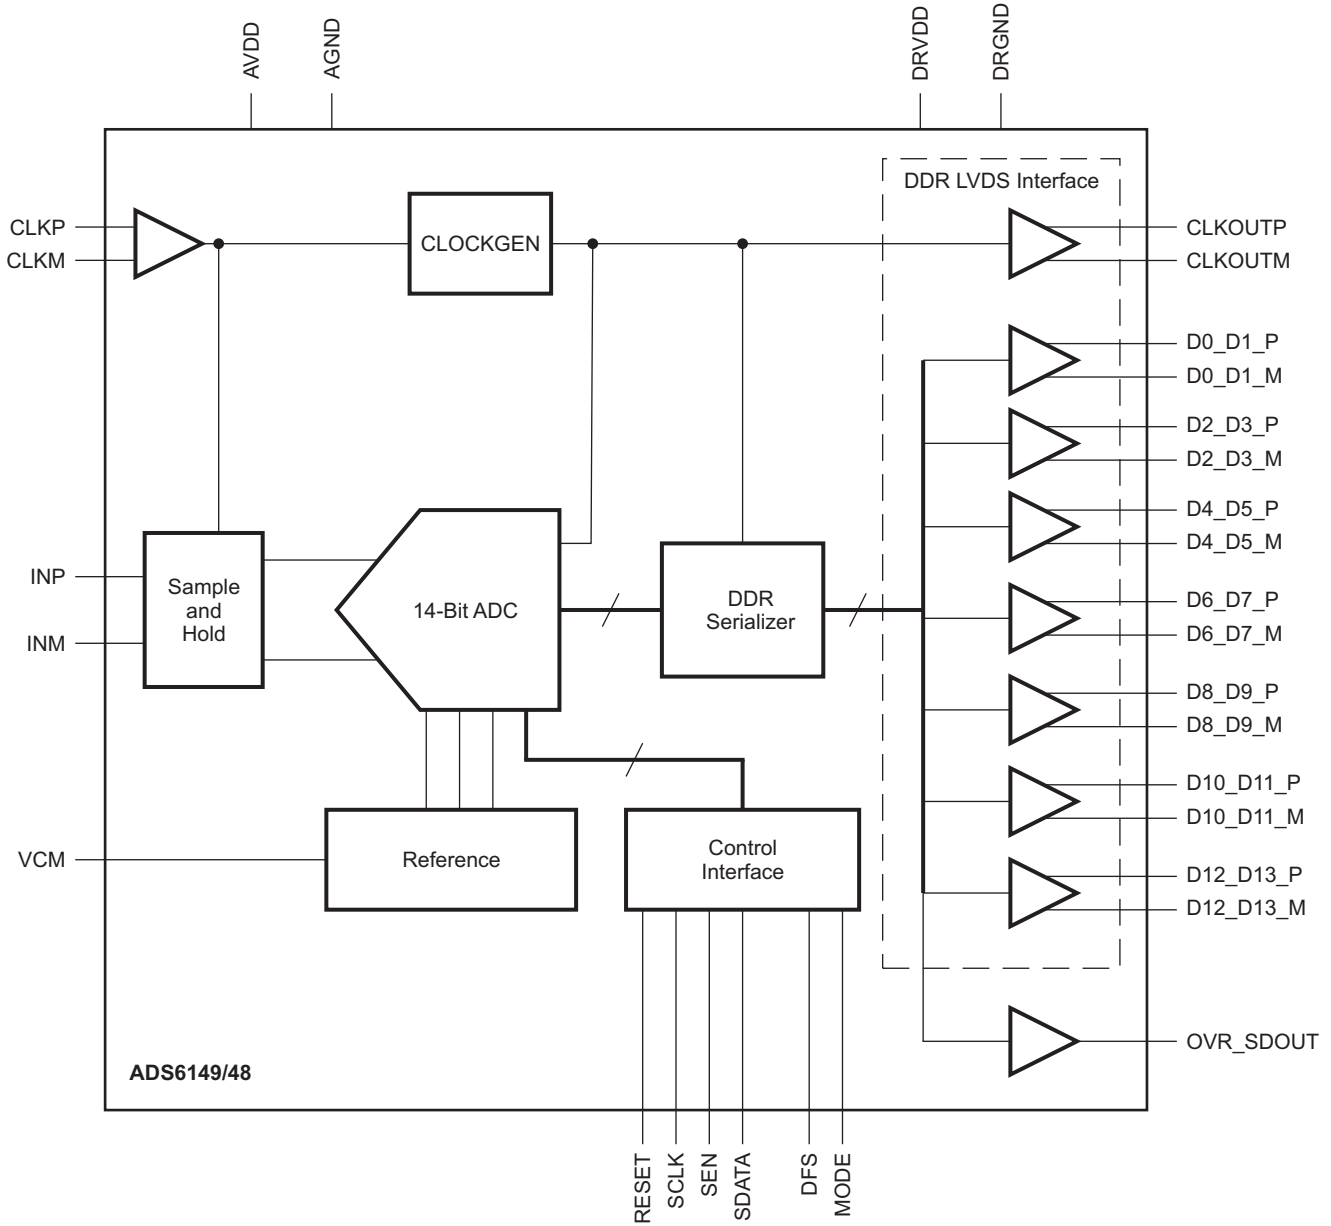 AVDD
AGND
DRVDD
DRGND
DDR LVDS Interface
CLKP
CLKM
CLOCKGEN
CLKOUTP
CLKOUTM
D0_D1_P
D0_D1_M
D2_D3_P
D2_D3_M
D4_D5_P
D4_D5_M
INP
INM
Sample
and
Hold
14-Bit ADC
DDR
Serializer
D6_D7_P
D6_D7_M
D8_D9_P
D8_D9_M
D10_D11_P
D10_D11_M
VCM
Reference
Control
Interface
D12_D13_P
D12_D13_M
OVR_SDOUT
ADS6149/48
RESET
SCLK
SEN
SDATA
DFS
MODE